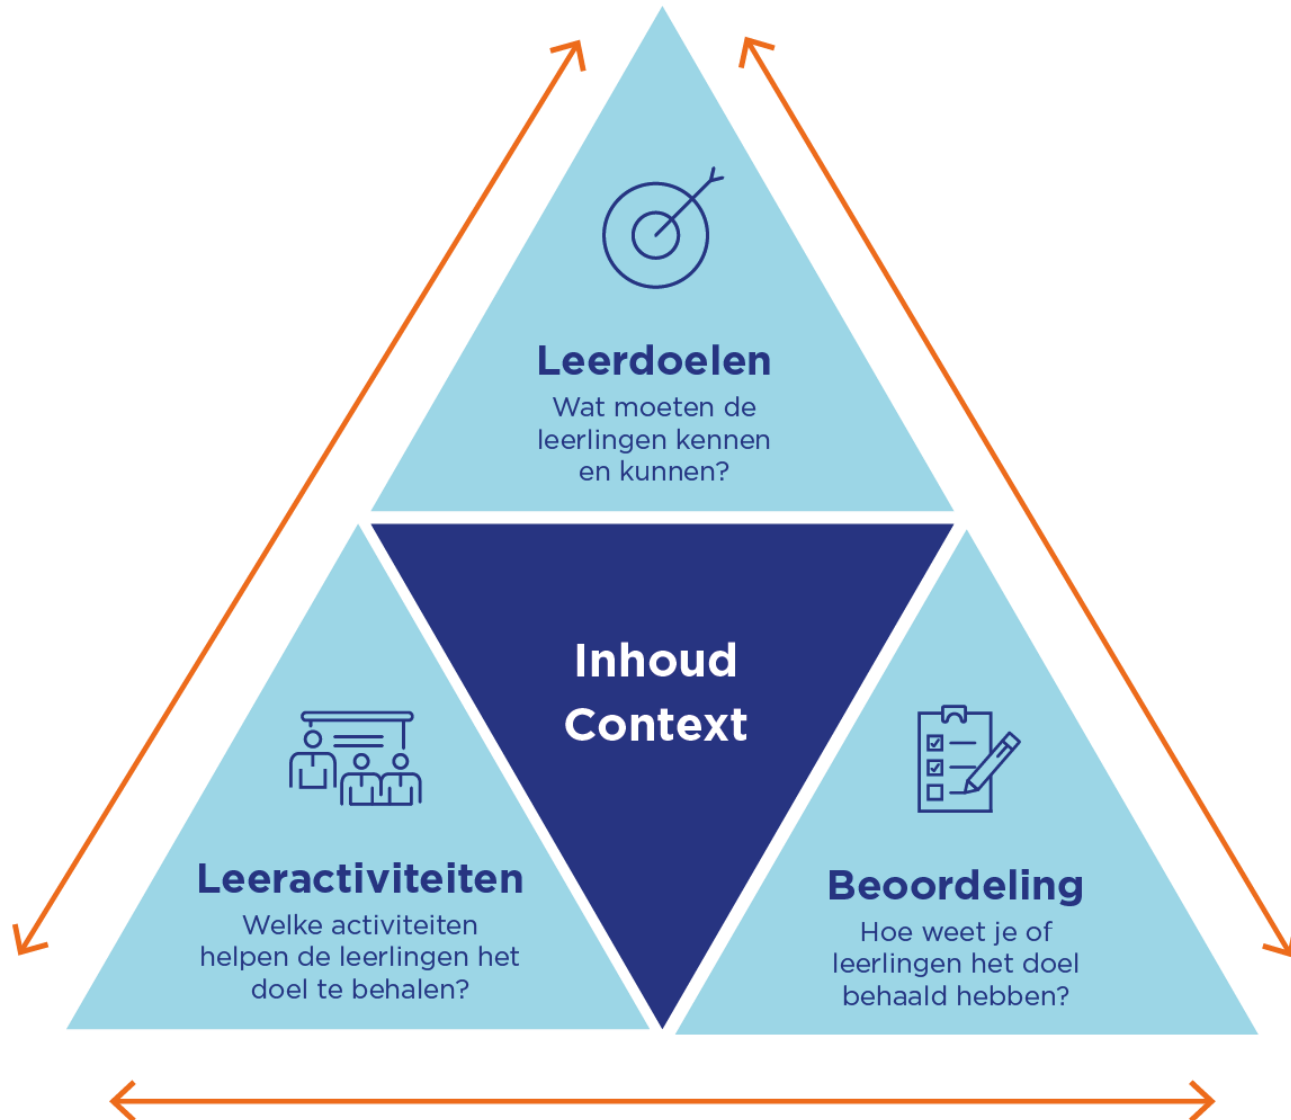 Leerdoelen
Wat moeten de
leerlingen kennen
en kunnen?
Inhoud
Context
Leeractiviteiten
Welke activiteiten
helpen de leerlingen het
doel te behalen?
Beoordeling
Hoe weet je of
leerlingen het doel
behaald hebben?